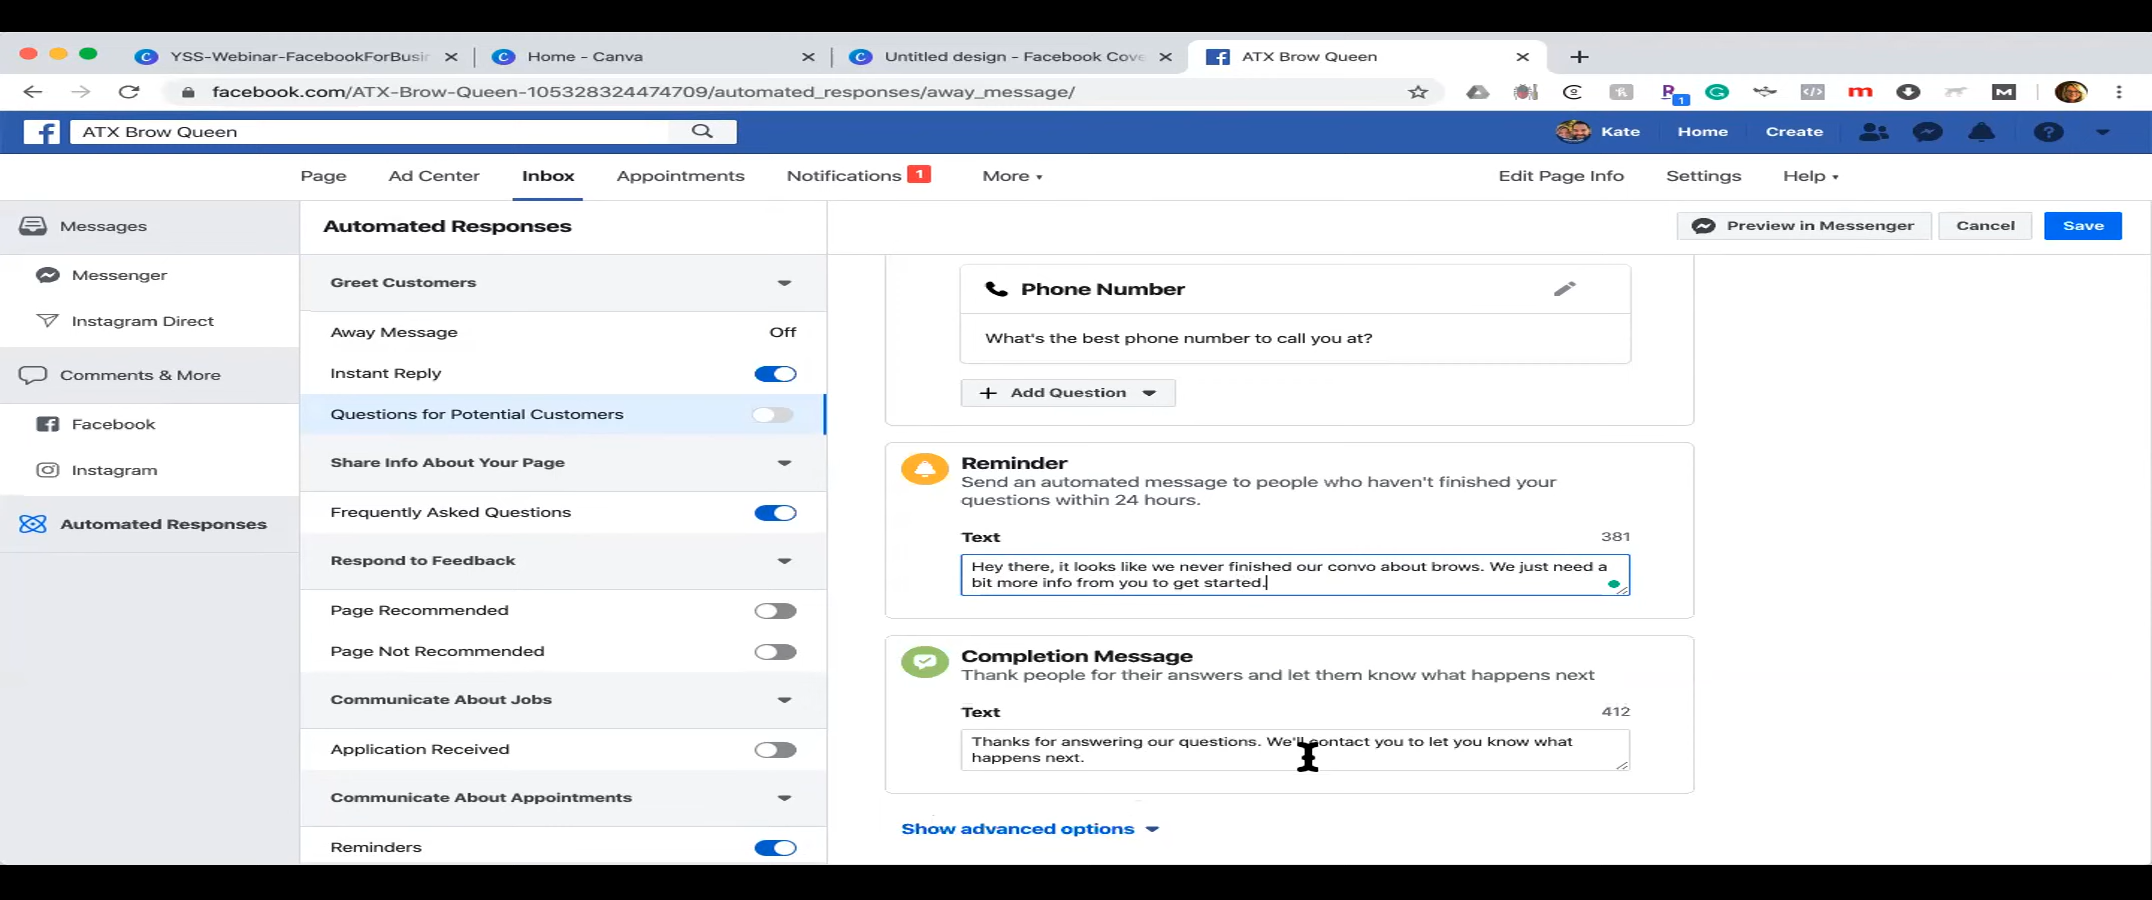 YSS-Webinar-FacebookForBusin
Home - Canva
Untitled design - Facebook Cove
ATX Brow Queen
facebook.com/ATX-Brow-Queen-105328324474709/automated_responses/away_message/
1
ATX Brow Queen
Kate
Home
Create
Page
Ad Center
Inbox
Appointments
Notifications 1
More
Edit Page Info
Settings
Help
Messages
Messenger
Instagram Direct
Comments & More
Facebook
Instagram
Automated Responses
Automated Responses
Greet Customers
Away Message Off
Instant Reply
Questions for Potential Customers
Share Info About Your Page
Frequently Asked Questions
Respond to Feedback
Page Recommended
Page Not Recommended
Communicate About Jobs
Application Received
Communicate About Appointments
Reminders
Preview in Messenger
Cancel
Save
Phone Number
What's the best phone number to call you at?
+ Add Question
Reminder
Send an automated message to people who haven't finished your
questions within 24 hours.
Text 381
Hey there, it looks like we never finished our convo about brows. We just need a
bit more info from you to get started.
Completion Message
Thank people for their answers and let them know what happens next
Text 412
Thanks for answering our questions. We'll contact you to let you know what
happens next.
Show advanced options